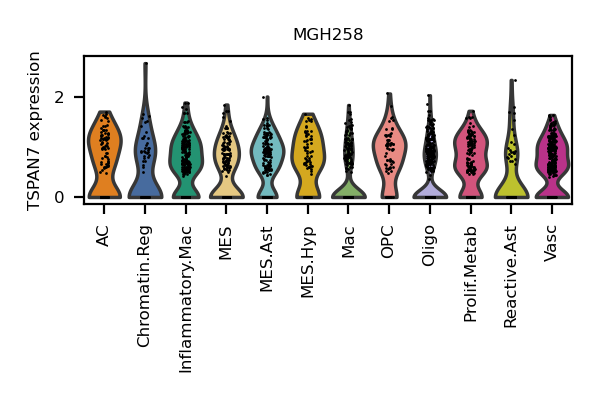 MGH258
TSPAN7 expression
2
0
AC
Chromatin.Reg
Inflammatory.Mac
MES
MES.Ast
MES.Hyp
Mac
OPC
Oligo
Prolif.Metab
Reactive.Ast
Vasc